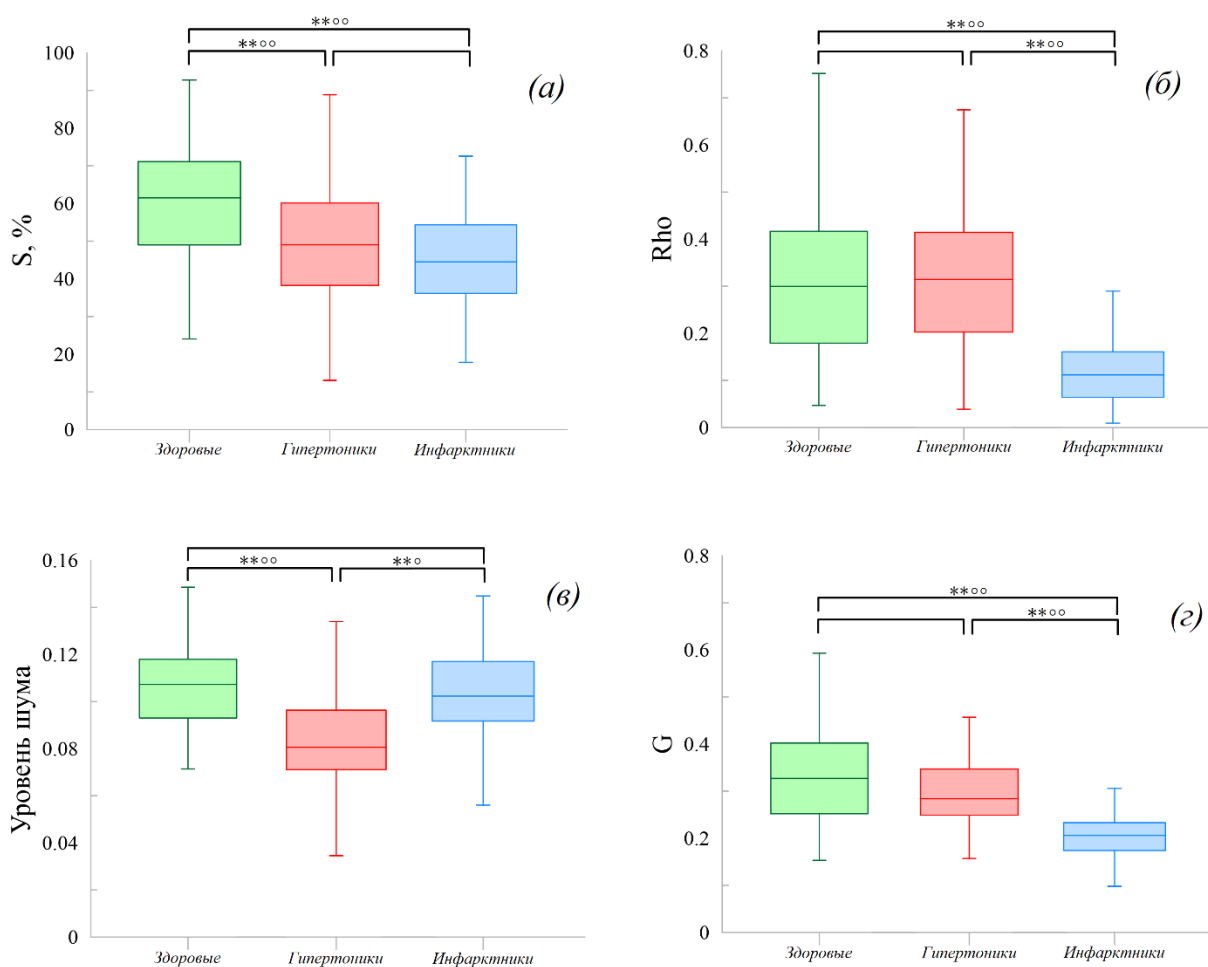 **○○
**○○
(а)
100
80
60
40
20
0
S, %
Здоровые
Гипертоники
Инфарктники
**○○
**○○
(б)
0.8
0.6
0.4
0.2
0
Rho
Здоровые
Гипертоники
Инфарктники
**○○
**○
(в)
0.16
0.12
0.08
0.04
0
Уровень шума
Здоровые
Гипертоники
Инфарктники
**○○
**○○
(г)
0.8
0.6
0.4
0.2
0
G
Здоровые
Гипертоники
Инфарктники